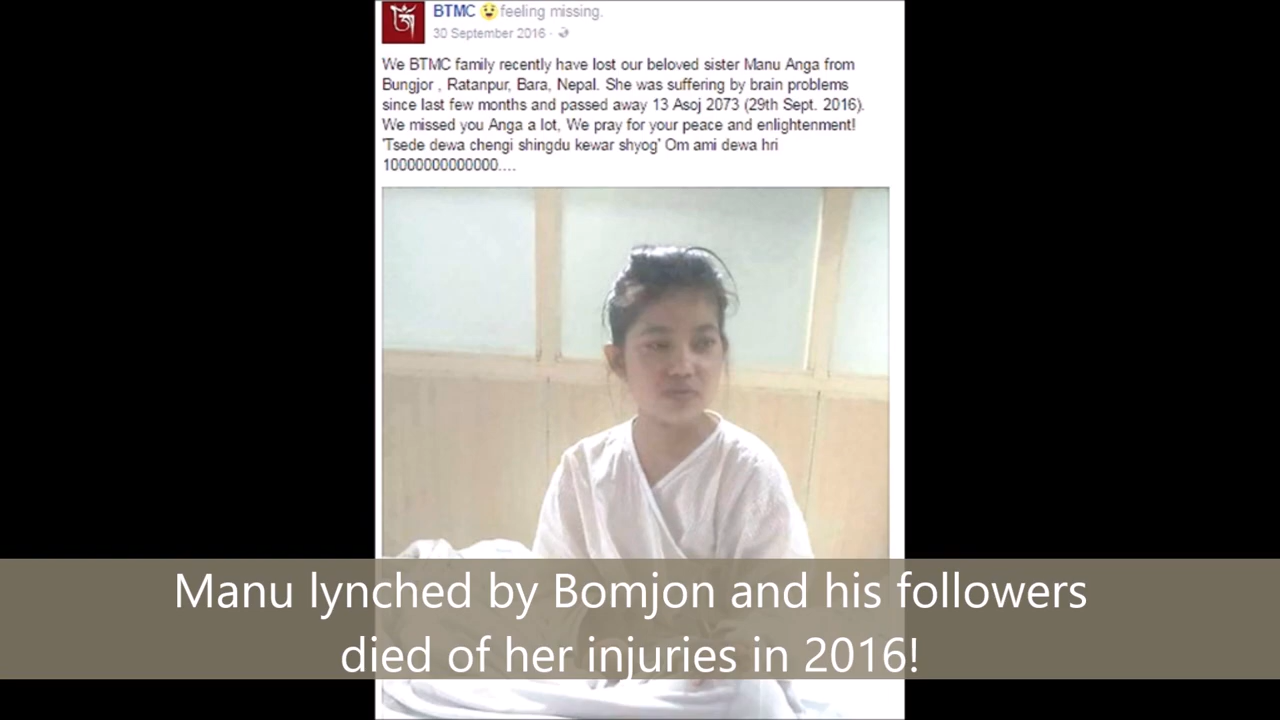 BTMC 😯 feeling missing.
30 September 2016 ·
We BTMC family recently have lost our beloved sister Manu Anga from
Bungjor , Ratanpur, Bara, Nepal. She was suffering by brain problems
since last few months and passed away 13 Asoj 2073 (29th Sept. 2016).
We missed you Anga a lot, We pray for your peace and enlightenment!
'Tsede dewa chengi shingdu kewar shyog' Om ami dewa hri
10000000000000....
Manu lynched by Bomjon and his followers
died of her injuries in 2016!